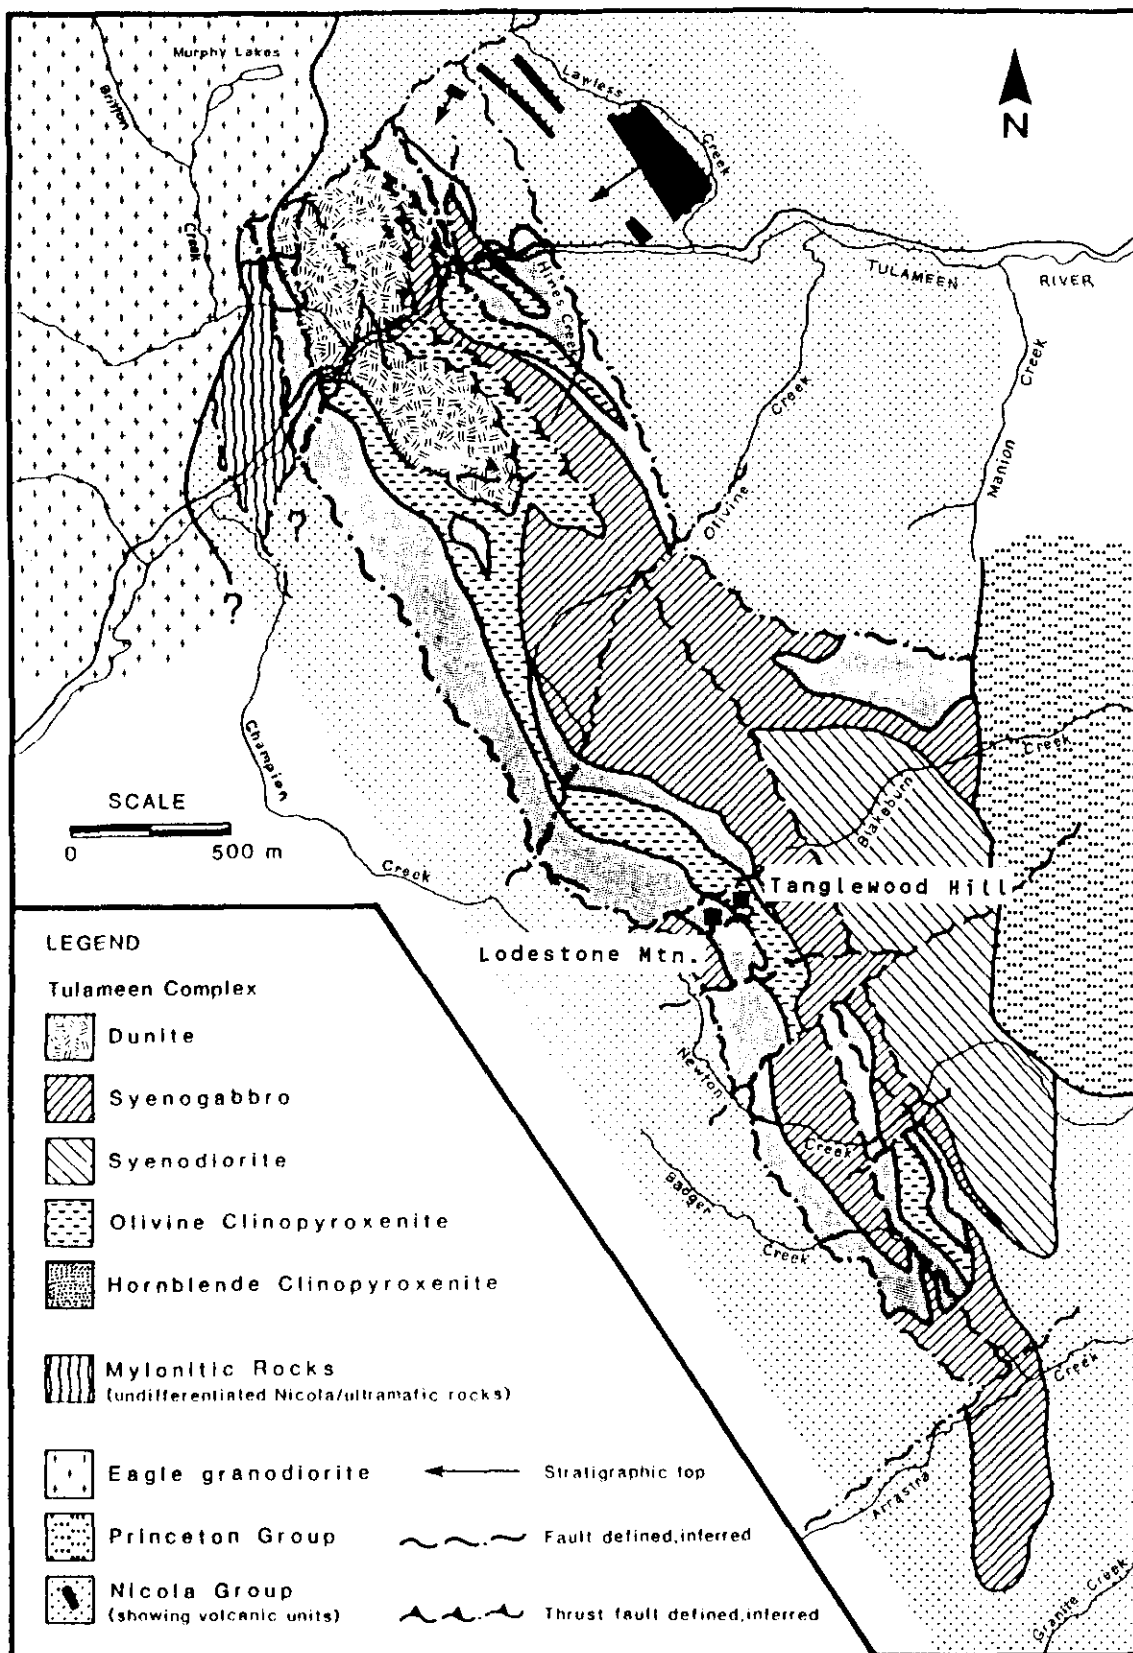 Murphy Lakes
Britton
Creek
Lawless
Creek
N
TULAMEEN RIVER
Hines Creek
Olivine
Creek
Manion
Creek
?
?
Champion
Creek
SCALE
0 500 m
Blakeburn
Creek
Tanglewood Hill
Lodestone Mtn.
Newton
Creek
Badger
Creek
Creek
Arrastra
Granite Creek
LEGEND
Tulameen Complex
Dunite
Syenogabbro
Syenodiorite
Olivine Clinopyroxenite
Hornblende Clinopyroxenite
Mylonitic Rocks
(undifferentiated Nicola/ultramafic rocks)
Eagle granodiorite
Stratigraphic top
Princeton Group
Fault defined,inferred
Nicola Group
(showing volcanic units)
Thrust fault defined,inferred